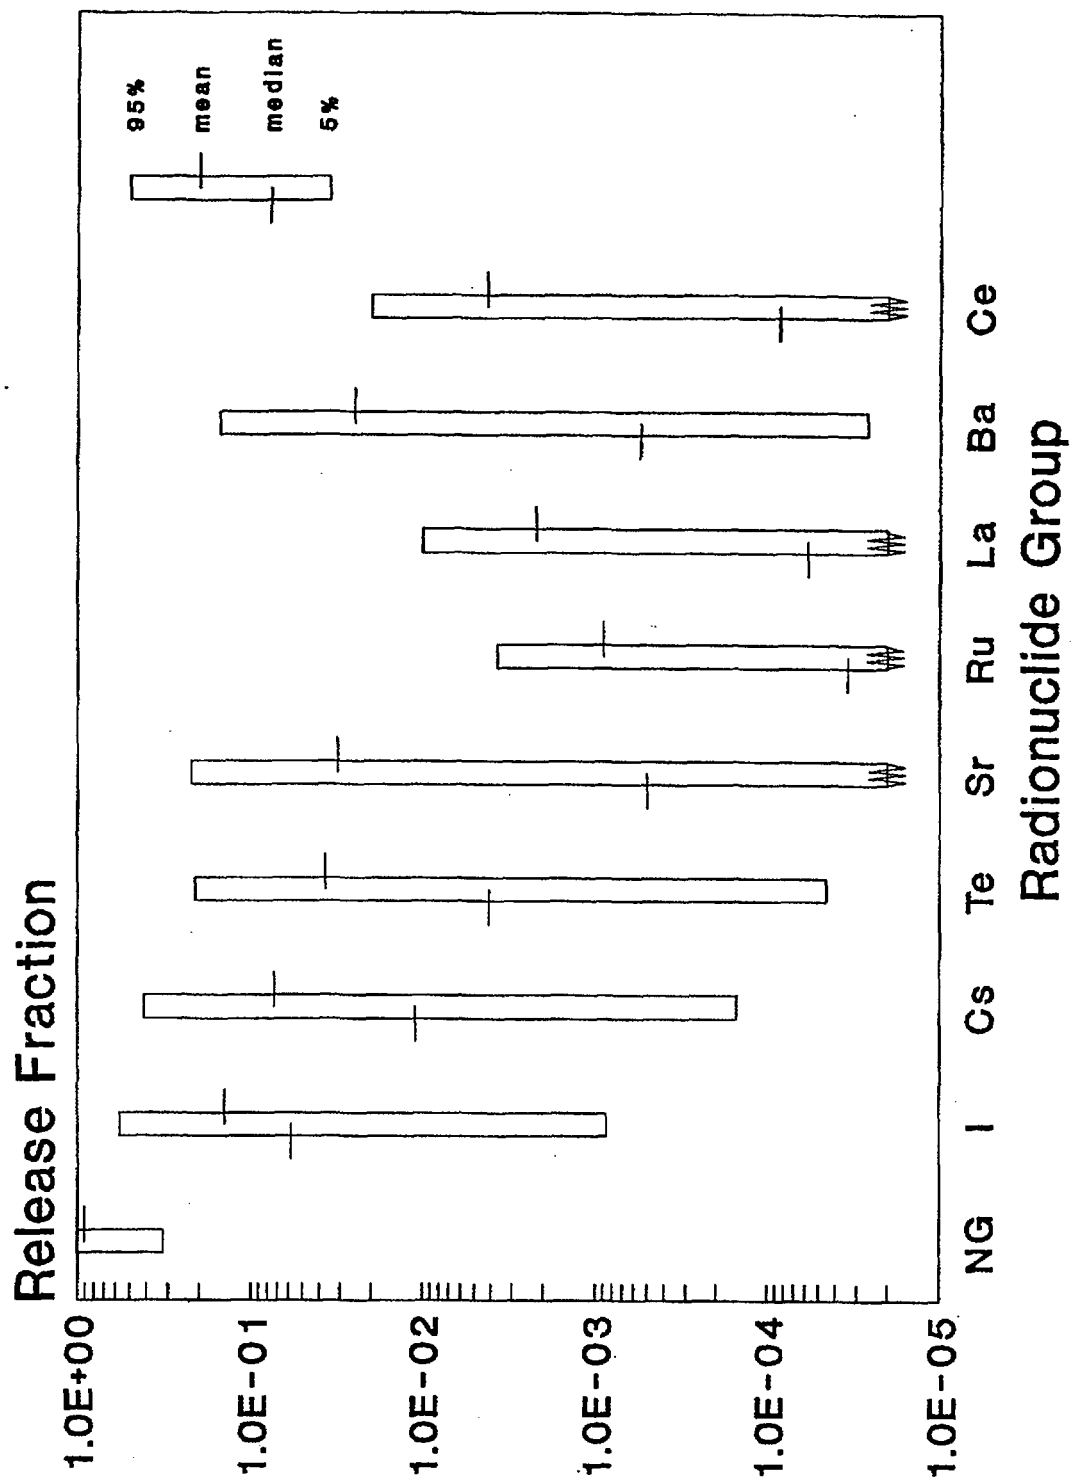 Release Fraction
1.0E+00
1.0E-01
1.0E-02
1.0E-03
1.0E-04
1.0E-05
95%
mean
median
5%
NG I Cs Te Sr Ru La Ba Ce
Radionuclide Group